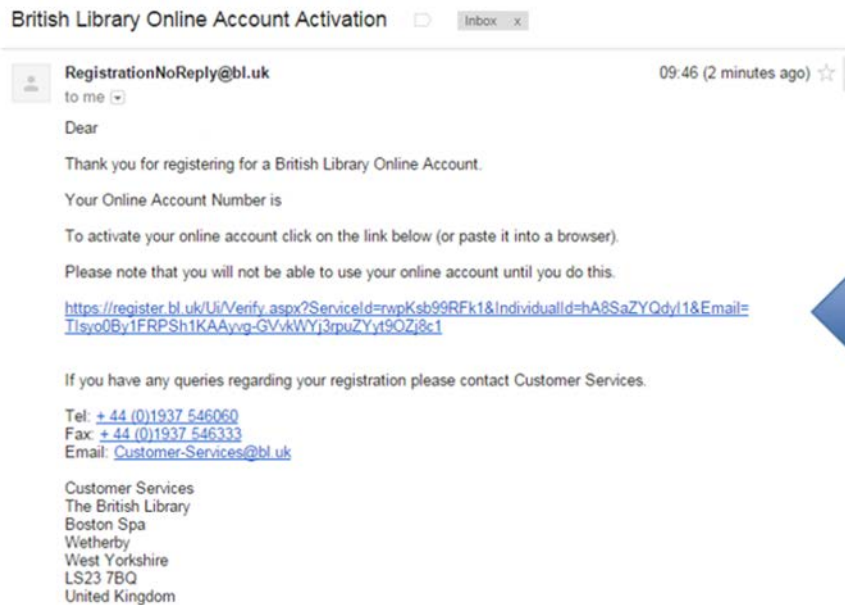 British Library Online Account Activation
Inbox x
RegistrationNoReply@bl.uk 09:46 (2 minutes ago)
to me
Dear
Thank you for registering for a British Library Online Account.
Your Online Account Number is
To activate your online account click on the link below (or paste it into a browser).
Please note that you will not be able to use your online account until you do this.
https://register.bl.uk/Ui/Verify.aspx?ServiceId=rwpKsb99RFk1&IndividualId=hA8SaZYQdyI1&Email=
TIsyo0By1FRPSh1KAAyvg-GVvkWYj3rpuZYyt9OZj8c1
If you have any queries regarding your registration please contact Customer Services.
Tel: + 44 (0)1937 546060
Fax: + 44 (0)1937 546333
Email: Customer-Services@bl.uk
Customer Services
The British Library
Boston Spa
Wetherby
West Yorkshire
LS23 7BQ
United Kingdom